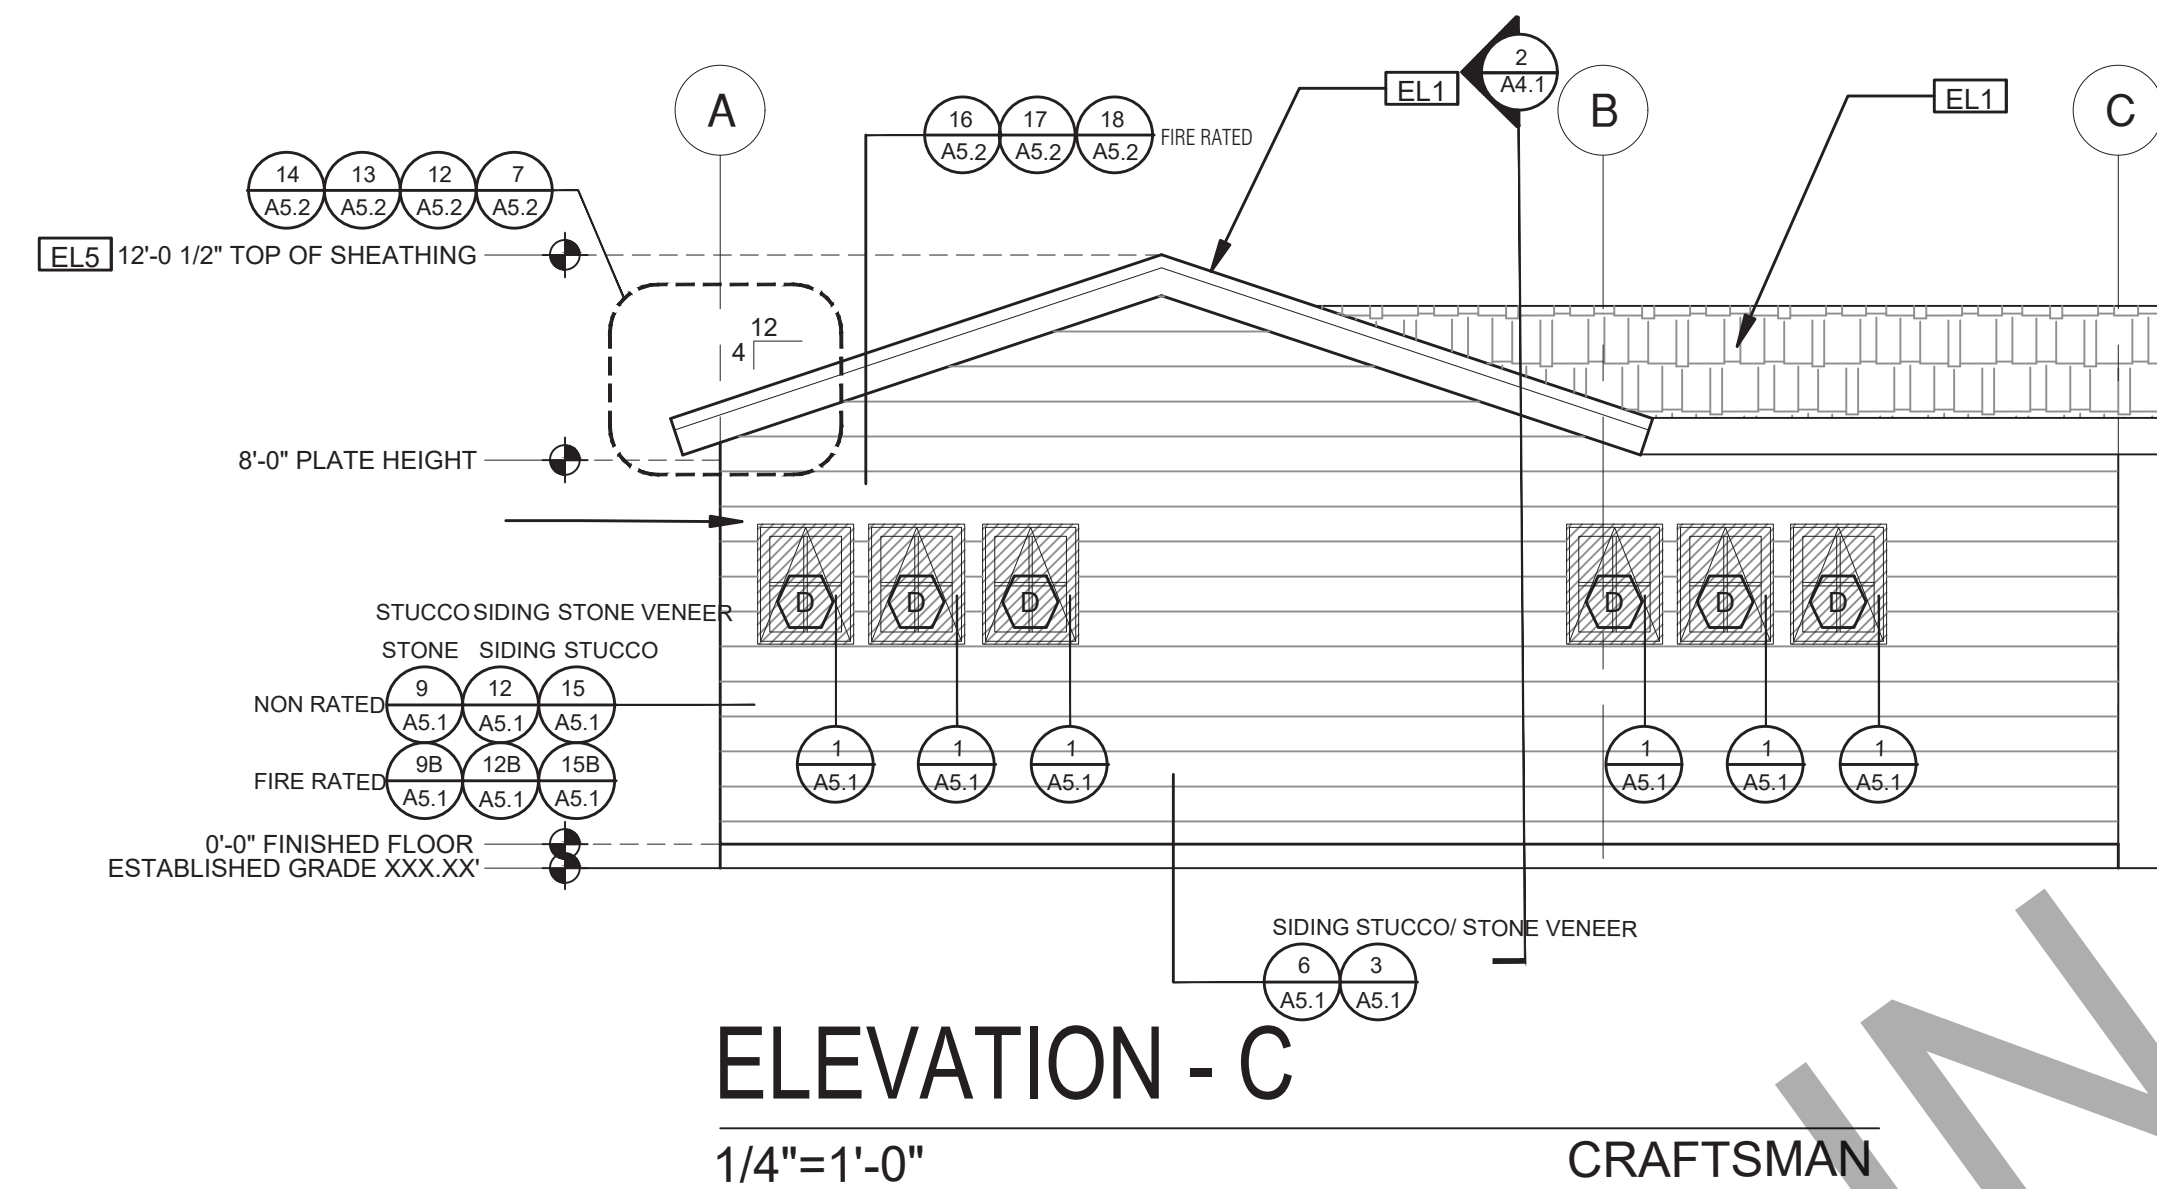 2
A4.1
A
EL1
B
EL1
C
16 17 18
A5.2 A5.2 A5.2
FIRE RATED
14 13 12 7
A5.2 A5.2 A5.2 A5.2
EL5 12'-0 1/2" TOP OF SHEATHING
12
4
8'-0" PLATE HEIGHT
D D D D D D
STUCCO SIDING STONE VENEER
STONE SIDING STUCCO
NON RATED 9 12 15
A5.1 A5.1 A5.1
FIRE RATED 9B 12B 15B
A5.1 A5.1 A5.1
1 1 1 1 1 1
A5.1 A5.1 A5.1 A5.1 A5.1 A5.1
0'-0" FINISHED FLOOR
ESTABLISHED GRADE XXX.XX'
SIDING STUCCO/ STONE VENEER
6 3
A5.1 A5.1
ELEVATION - C
1/4"=1'-0"
CRAFTSMAN